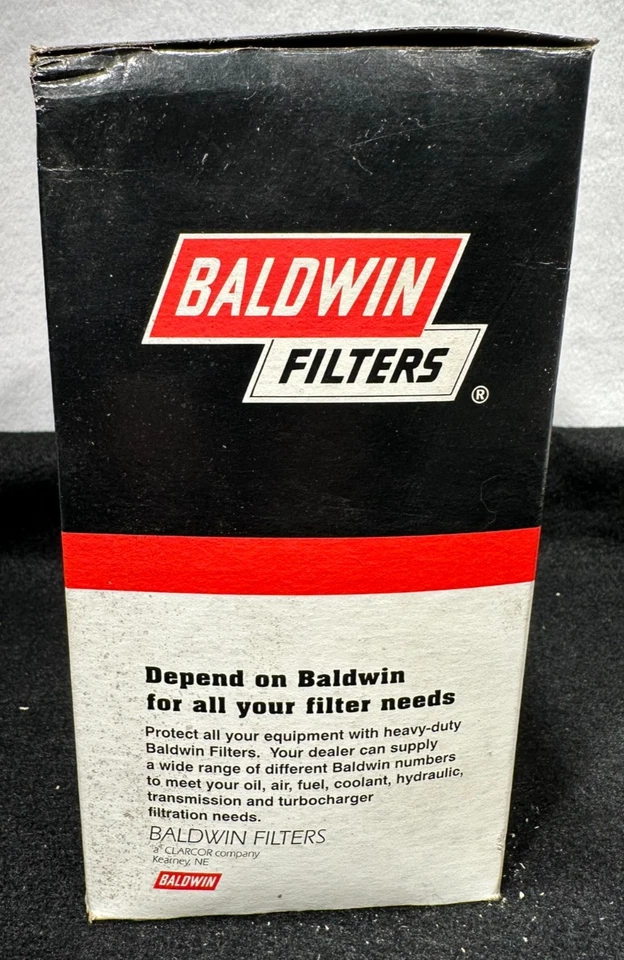 BALDWIN
FILTERS
®
Depend on Baldwin
for all your filter needs
Protect all your equipment with heavy-duty
Baldwin Filters. Your dealer can supply
a wide range of different Baldwin numbers
to meet your oil, air, fuel, coolant, hydraulic,
transmission and turbocharger
filtration needs.
BALDWIN FILTERS
a CLARCOR company
Kearney, NE
BALDWIN